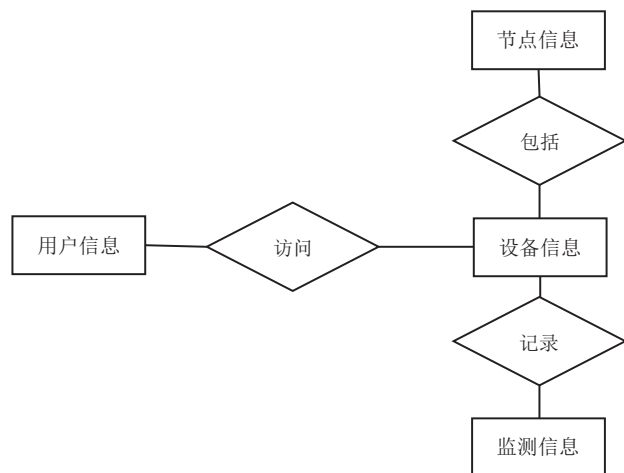 节点信息
包括
用户信息
访问
设备信息
记录
监测信息